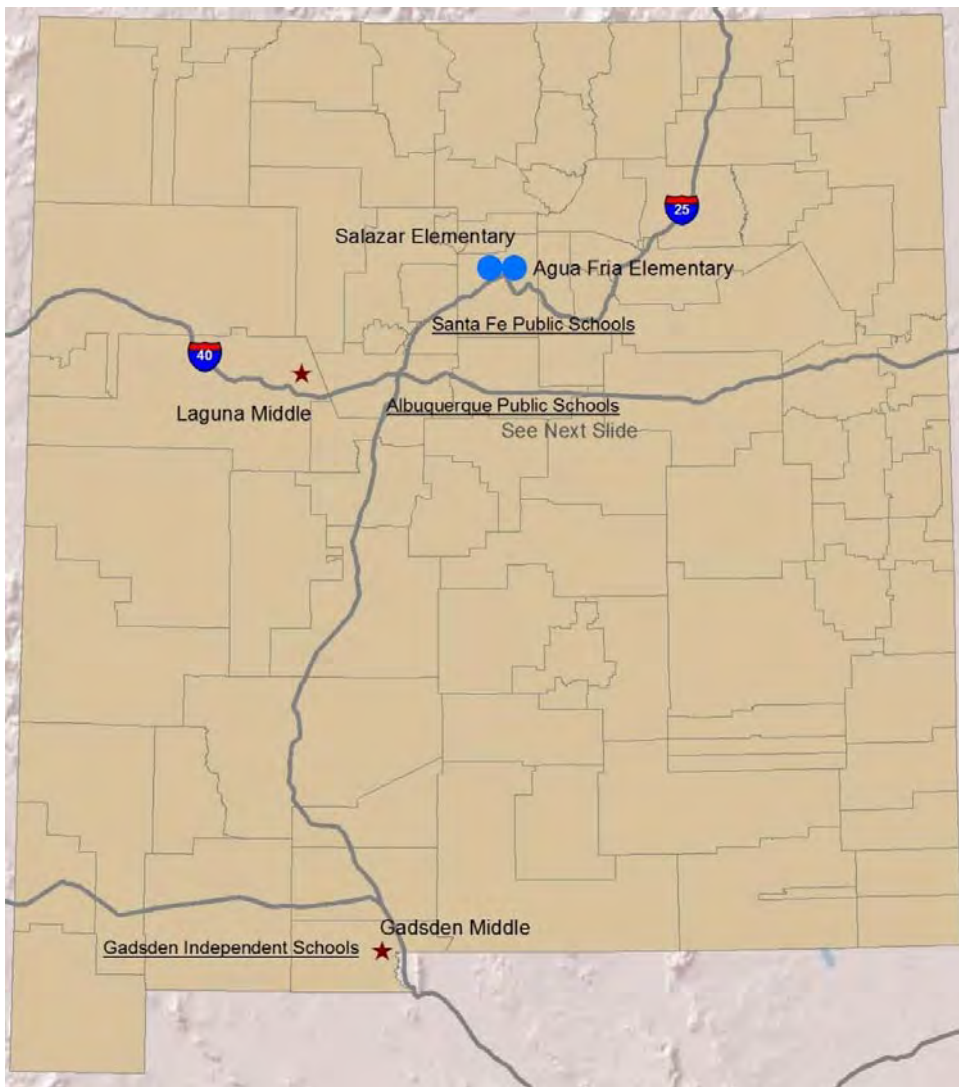 25
Salazar Elementary
Agua Fria Elementary
Santa Fe Public Schools
40
Laguna Middle
Albuquerque Public Schools
See Next Slide
Gadsden Middle
Gadsden Independent Schools